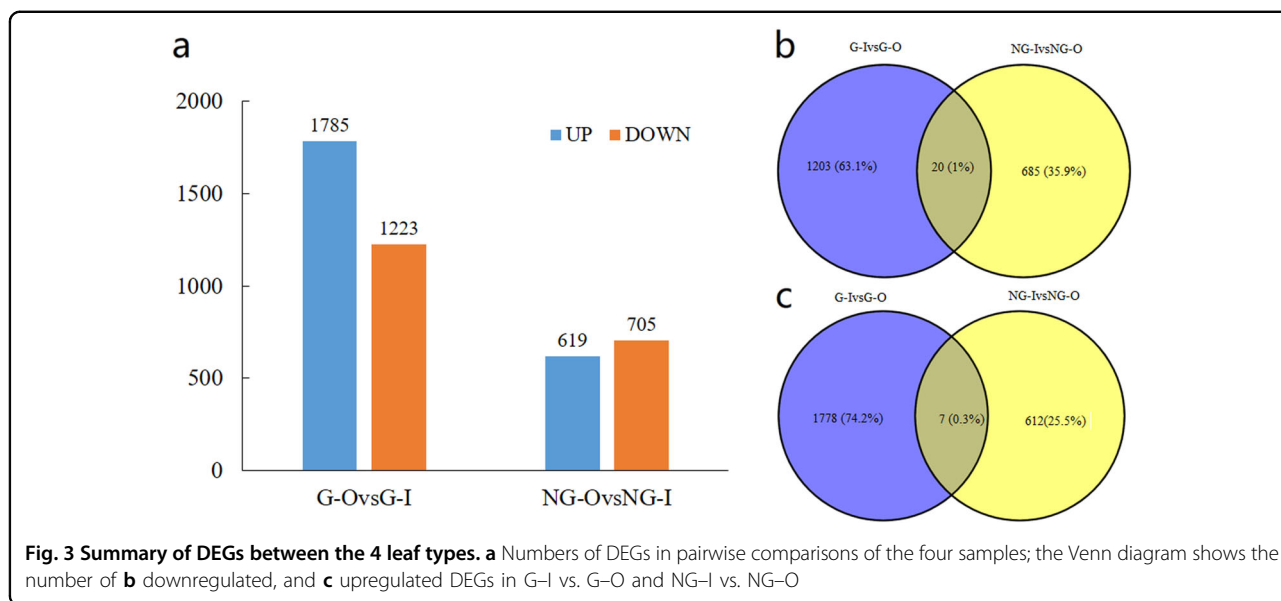 a
2000
1500
1000
500
0
1785
1223
619
705
UP DOWN
G-OvsG-I
NG-OvsNG-I
b
G-IvsG-O
NG-IvsNG-O
1203 (63.1%)
20 (1%)
685 (35.9%)
c
G-IvsG-O
NG-IvsNG-O
1778 (74.2%)
7 (0.3%)
612(25.5%)
Fig. 3 Summary of DEGs between the 4 leaf types. a Numbers of DEGs in pairwise comparisons of the four samples; the Venn diagram shows the
number of b downregulated, and c upregulated DEGs in G–I vs. G–O and NG–I vs. NG–O